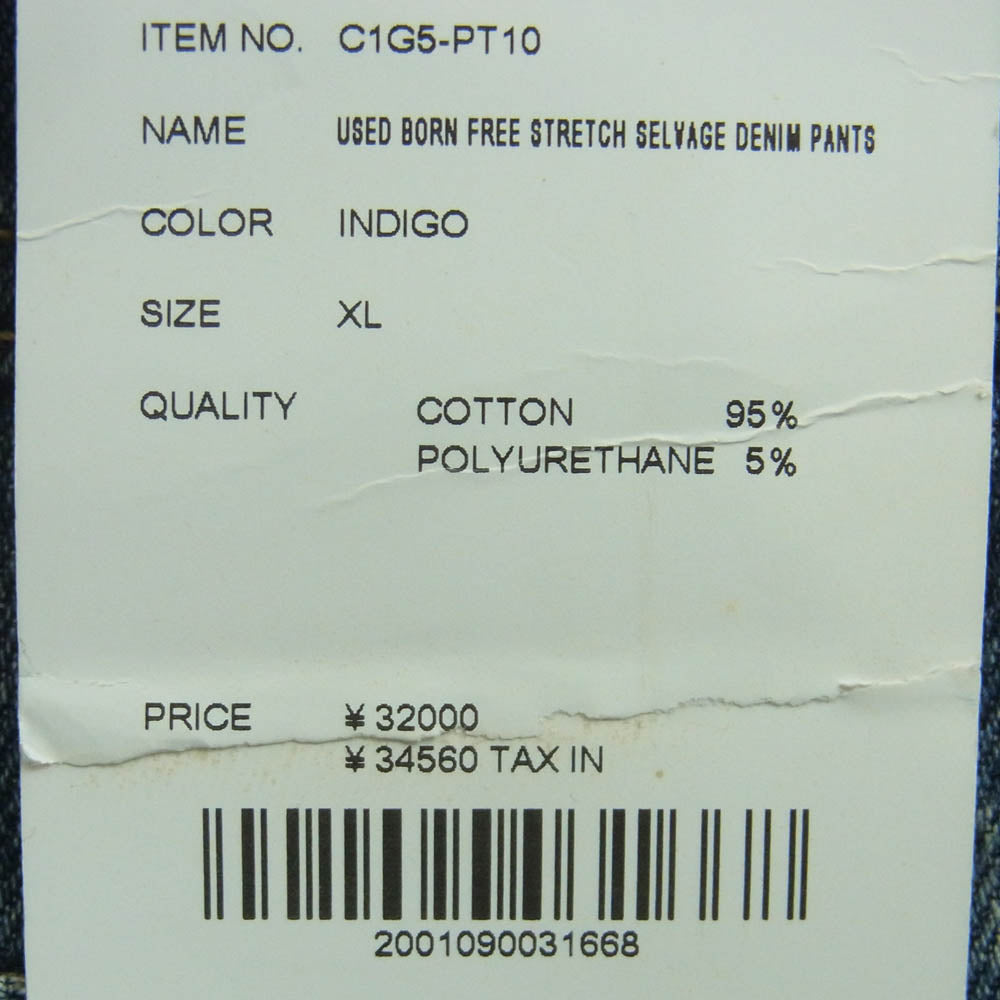 ITEM NO. C1G5-PT10
NAME USED BORN FREE STRETCH SELVAGE DENIM PANTS
COLOR INDIGO
SIZE XL
QUALITY COTTON 95%
POLYURETHANE 5%
PRICE ¥32000
¥34560 TAX IN
2001090031668